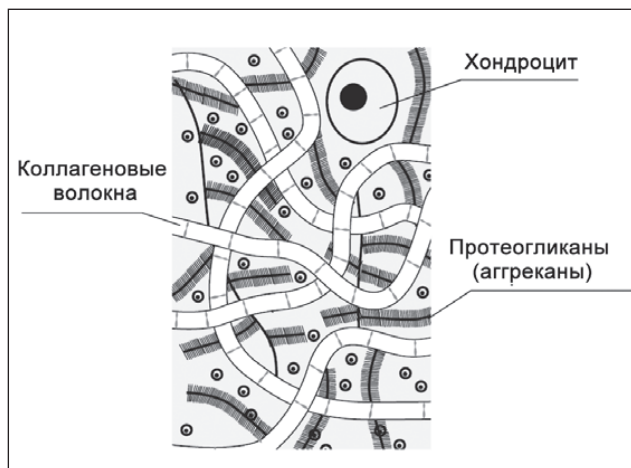 Хондроцит
Коллагеновые
волокна
Протеогликаны
(аггреканы)